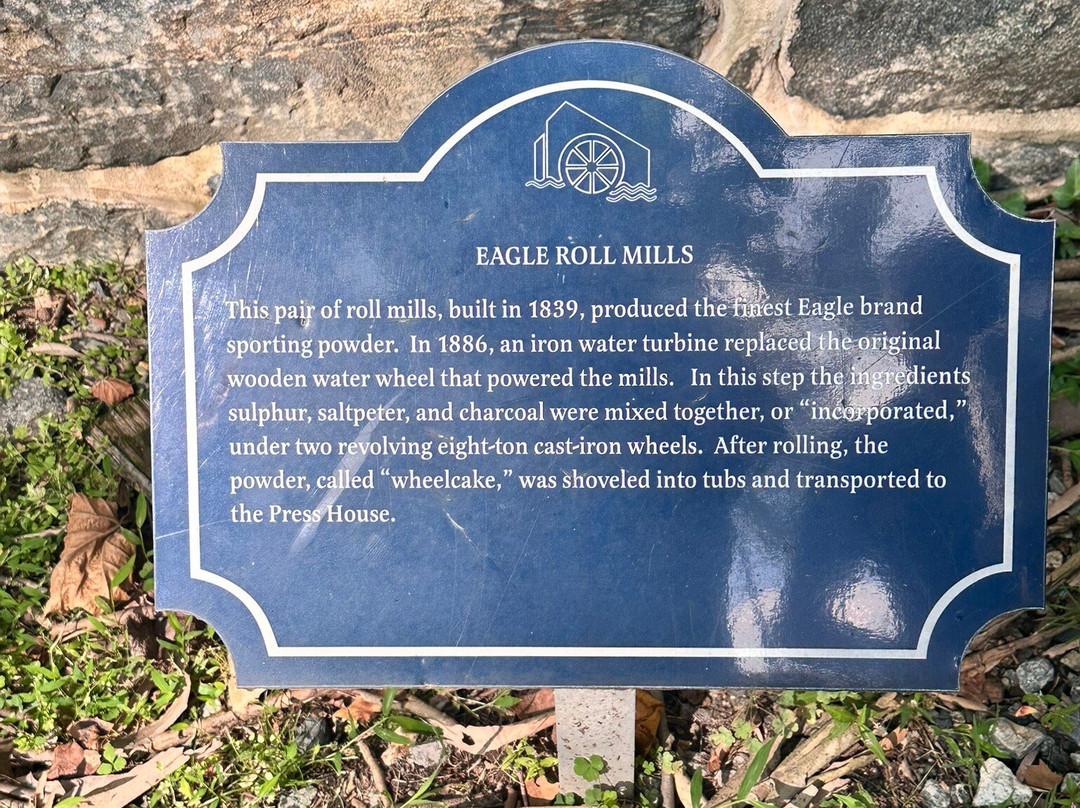 EAGLE ROLL MILLS
This pair of roll mills, built in 1839, produced the finest Eagle brand
sporting powder. In 1886, an iron water turbine replaced the original
wooden water wheel that powered the mills. In this step the ingredients
sulphur, saltpeter, and charcoal were mixed together, or “incorporated,”
under two revolving eight-ton cast-iron wheels. After rolling, the
powder, called “wheelcake,” was shoveled into tubs and transported to
the Press House.